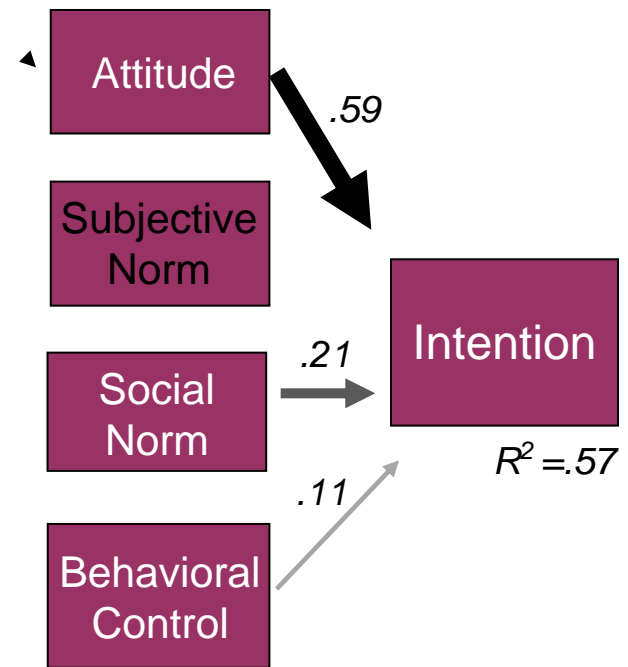 Attitude
.59
Subjective
Norm
Intention
.21
Social
Norm
R² =.57
.11
Behavioral
Control